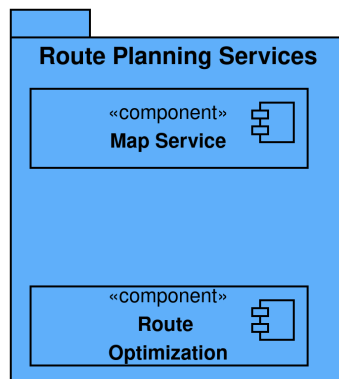 Route Planning Services
«component»
Map Service
«component»
Route
Optimization